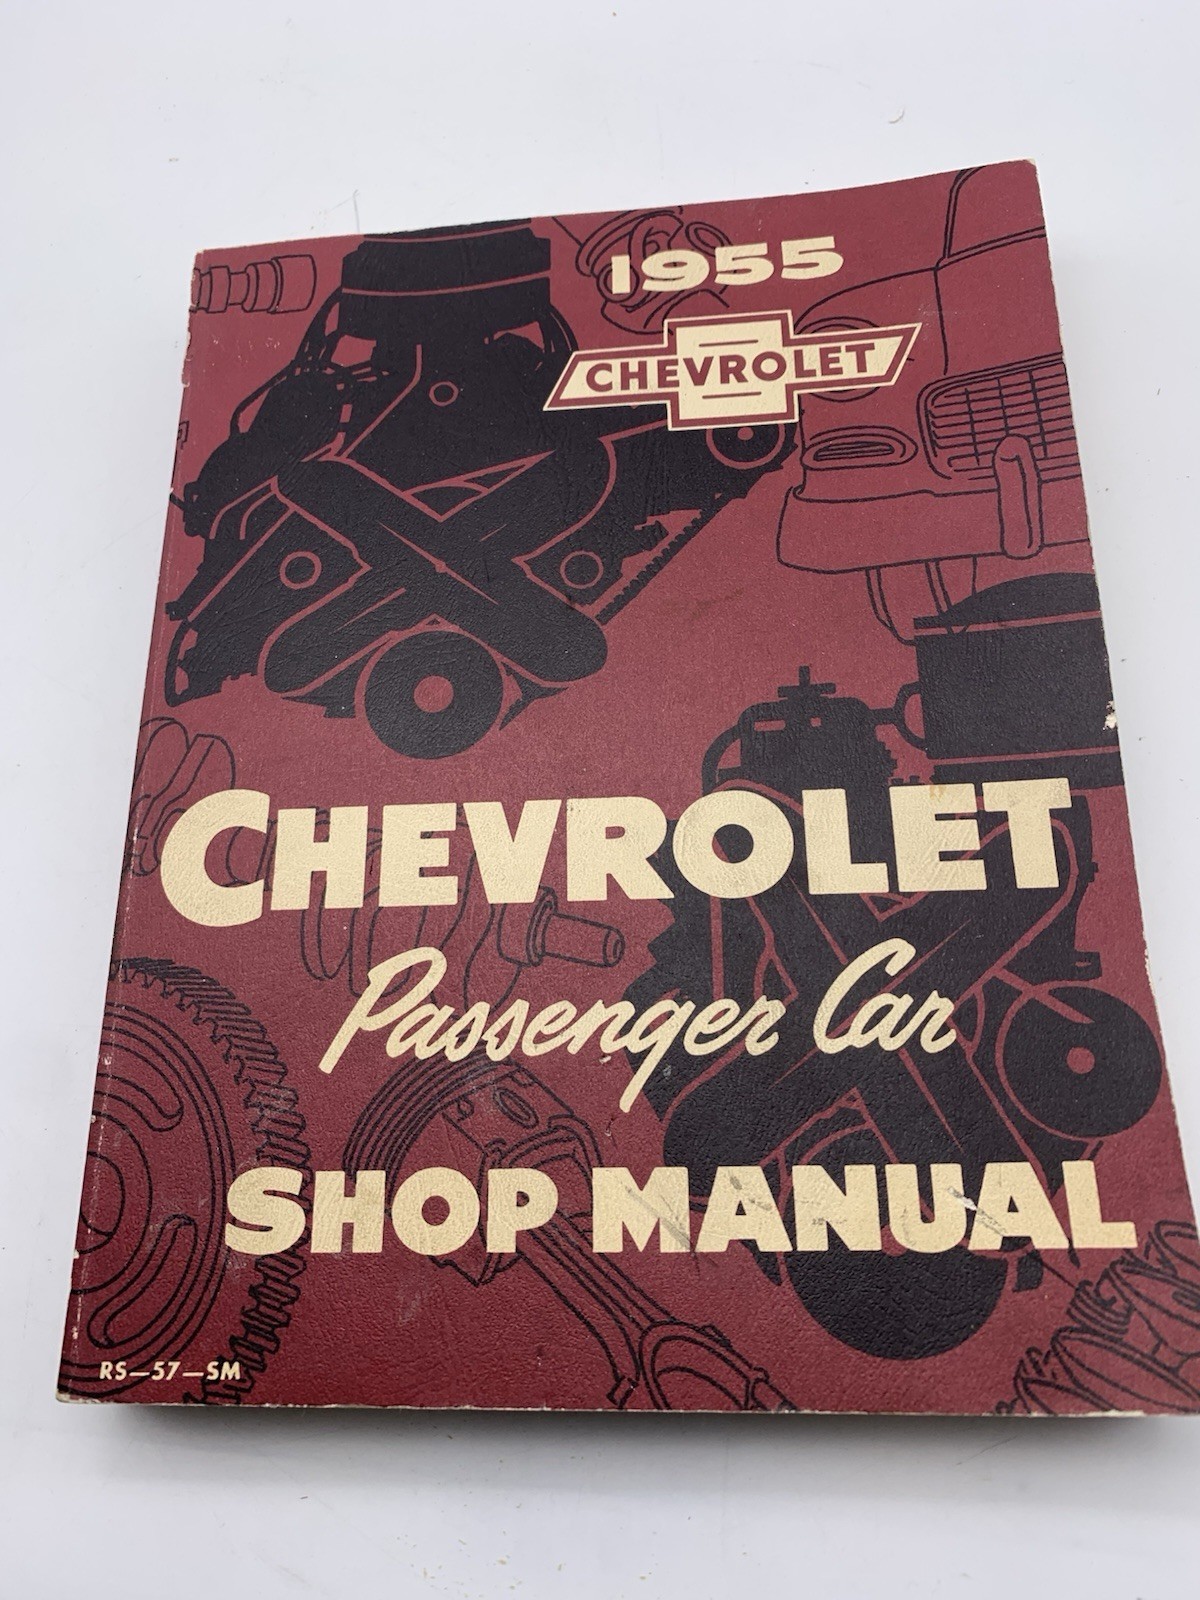 1955
CHEVROLET
CHEVROLET
Passenger Car
SHOP MANUAL
RS-57-SM